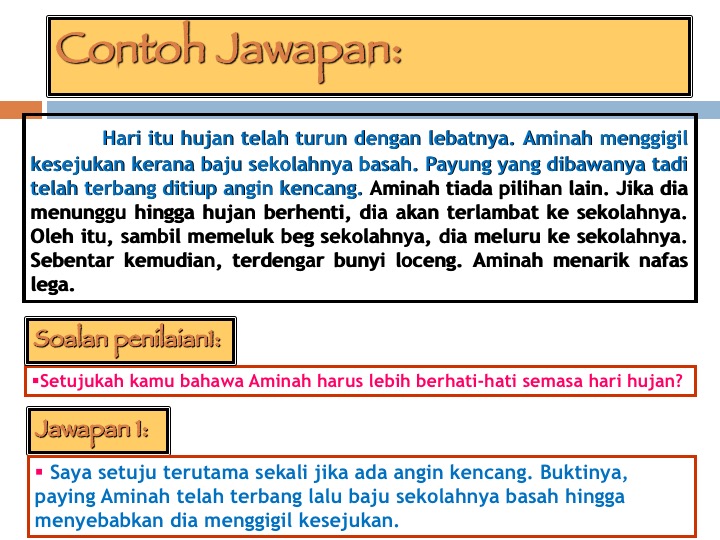 Contoh Jawapan:
Hari itu hujan telah turun dengan lebatnya. Aminah menggigil
kesejukan kerana baju sekolahnya basah. Payung yang dibawanya tadi
telah terbang ditiup angin kencang. Aminah tiada pilihan lain. Jika dia
menunggu hingga hujan berhenti, dia akan terlambat ke sekolahnya.
Oleh itu, sambil memeluk beg sekolahnya, dia meluru ke sekolahnya.
Sebentar kemudian, terdengar bunyi loceng. Aminah menarik nafas
lega.
Soalan penilaian1:
▪Setujukah kamu bahawa Aminah harus lebih berhati-hati semasa hari hujan?
Jawapan 1:
▪ Saya setuju terutama sekali jika ada angin kencang. Buktinya,
paying Aminah telah terbang lalu baju sekolahnya basah hingga
menyebabkan dia menggigil kesejukan.